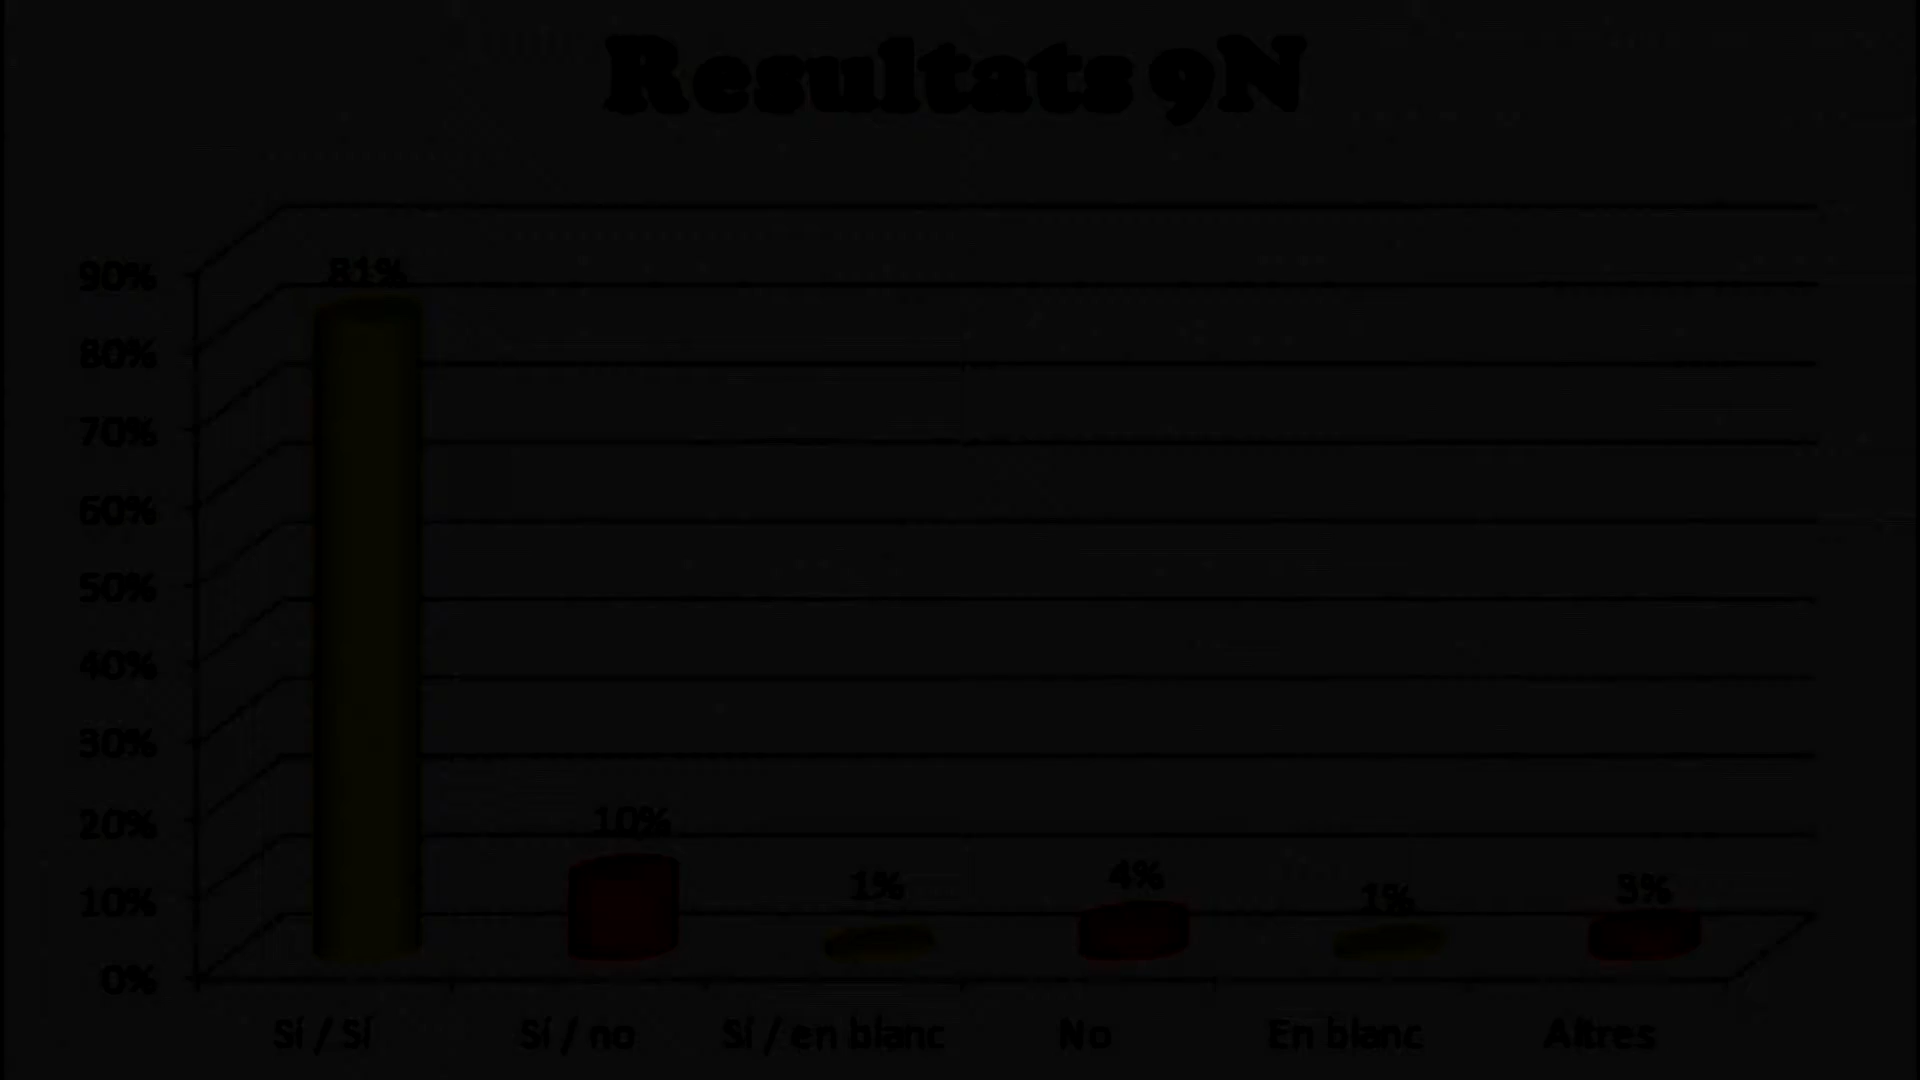 Resultats 9N
90%
80%
70%
60%
50%
40%
30%
20%
10%
0%
81%
10%
1%
4%
1%
3%
Sí / Sí
Sí / no
Sí / en blanc
No
En blanc
Altres